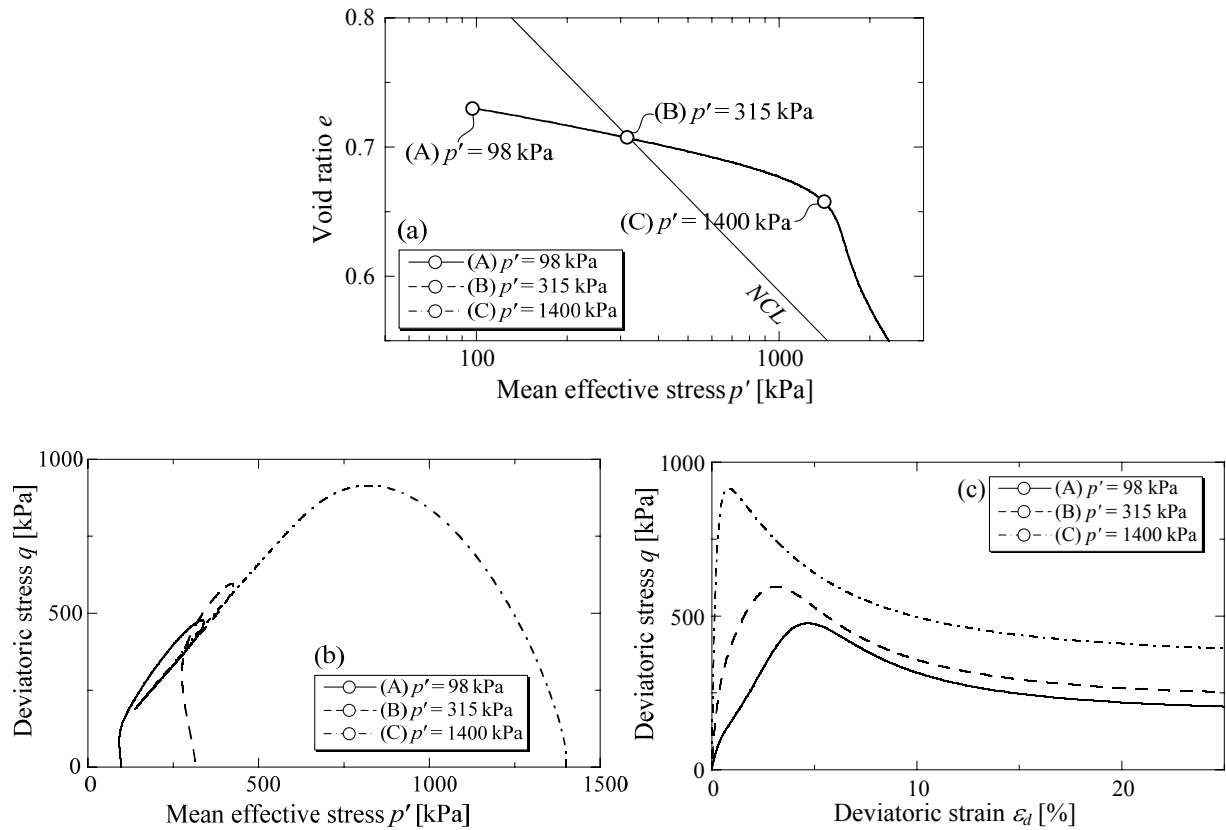 0.8
0.7
0.6
Void ratio e
(A) p′ = 98 kPa
(B) p′ = 315 kPa
(C) p′ = 1400 kPa
NCL
(a)
(A) p′ = 98 kPa
(B) p′ = 315 kPa
(C) p′ = 1400 kPa
100
1000
Mean effective stress p′ [kPa]
1000
500
0
Deviatoric stress q [kPa]
(b)
(A) p′ = 98 kPa
(B) p′ = 315 kPa
(C) p′ = 1400 kPa
0
500
1000
1500
Mean effective stress p′ [kPa]
1000
500
0
Deviatoric stress q [kPa]
(c)
(A) p′ = 98 kPa
(B) p′ = 315 kPa
(C) p′ = 1400 kPa
0
10
20
Deviatoric strain εd [%]